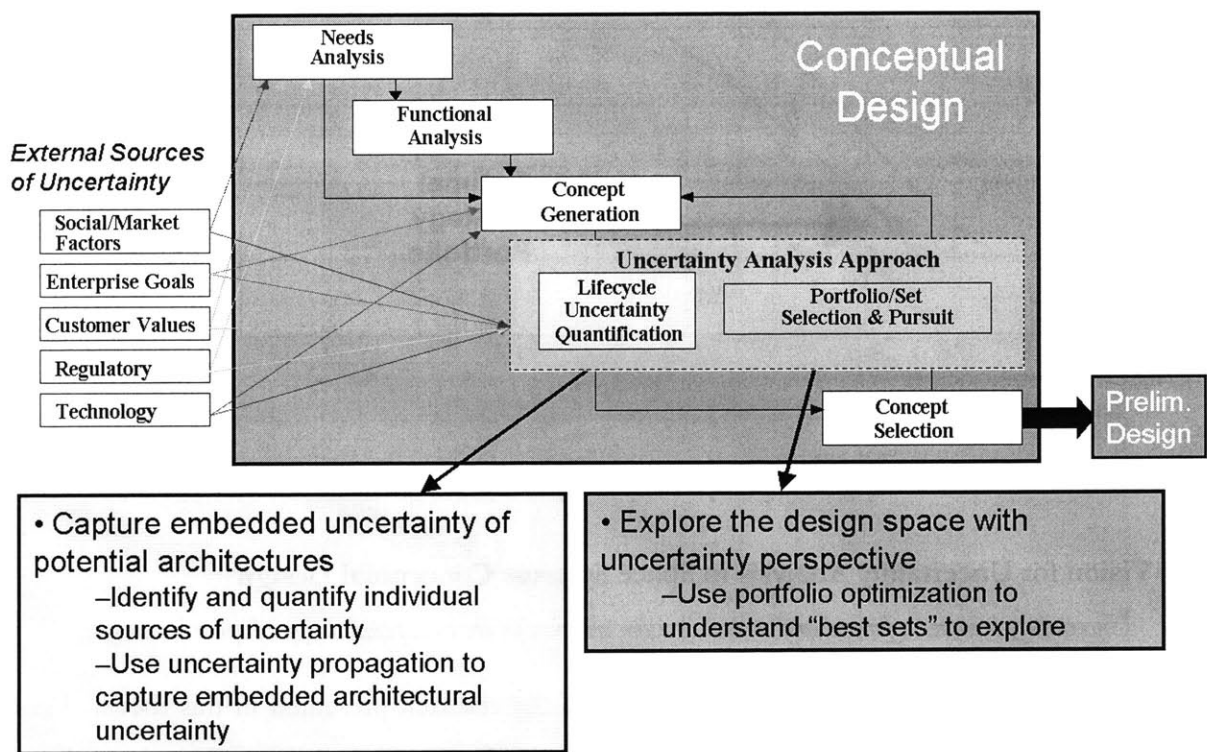 Conceptual
Design
Needs
Analysis
Functional
Analysis
External Sources
of Uncertainty
Concept
Generation
Social/Market
Factors
Enterprise Goals
Customer Values
Regulatory
Technology
Uncertainty Analysis Approach
Lifecycle
Uncertainty
Quantification
Portfolio/Set
Selection & Pursuit
Concept
Selection
Prelim.
Design
• Capture embedded uncertainty of
potential architectures
–Identify and quantify individual
sources of uncertainty
–Use uncertainty propagation to
capture embedded architectural
uncertainty
• Explore the design space with
uncertainty perspective
–Use portfolio optimization to
understand “best sets” to explore